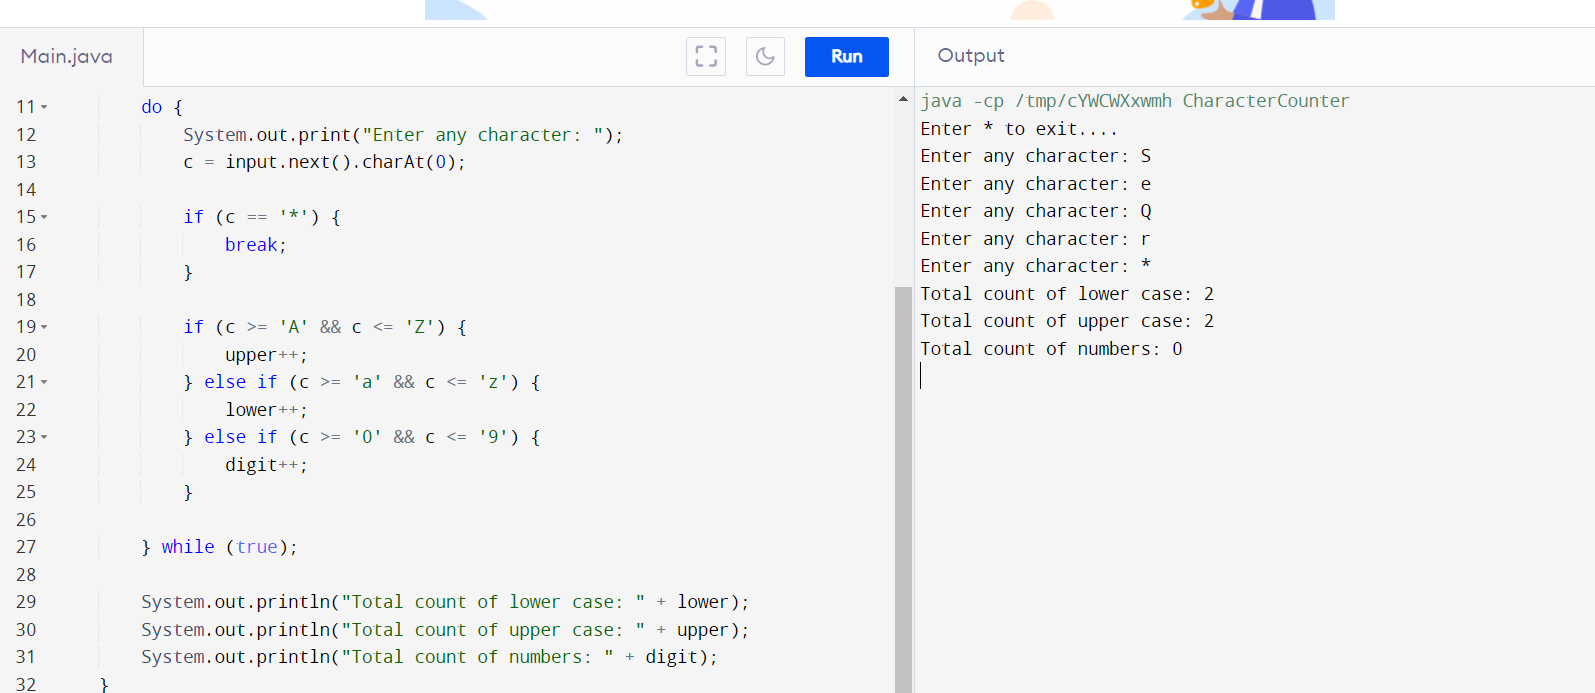 Main.java
Run
Output
11 do {
12 System.out.print("Enter any character: ");
13 c = input.next().charAt(0);
14
15 if (c == '*') {
16 break;
17 }
18
19 if (c >= 'A' && c <= 'Z') {
20 upper++;
21 } else if (c >= 'a' && c <= 'z') {
22 lower++;
23 } else if (c >= '0' && c <= '9') {
24 digit++;
25 }
26
27 } while (true);
28
29 System.out.println("Total count of lower case: " + lower);
30 System.out.println("Total count of upper case: " + upper);
31 System.out.println("Total count of numbers: " + digit);
32 }
java -cp /tmp/cYWCWXxwmh CharacterCounter
Enter * to exit....
Enter any character: S
Enter any character: e
Enter any character: Q
Enter any character: r
Enter any character: *
Total count of lower case: 2
Total count of upper case: 2
Total count of numbers: 0